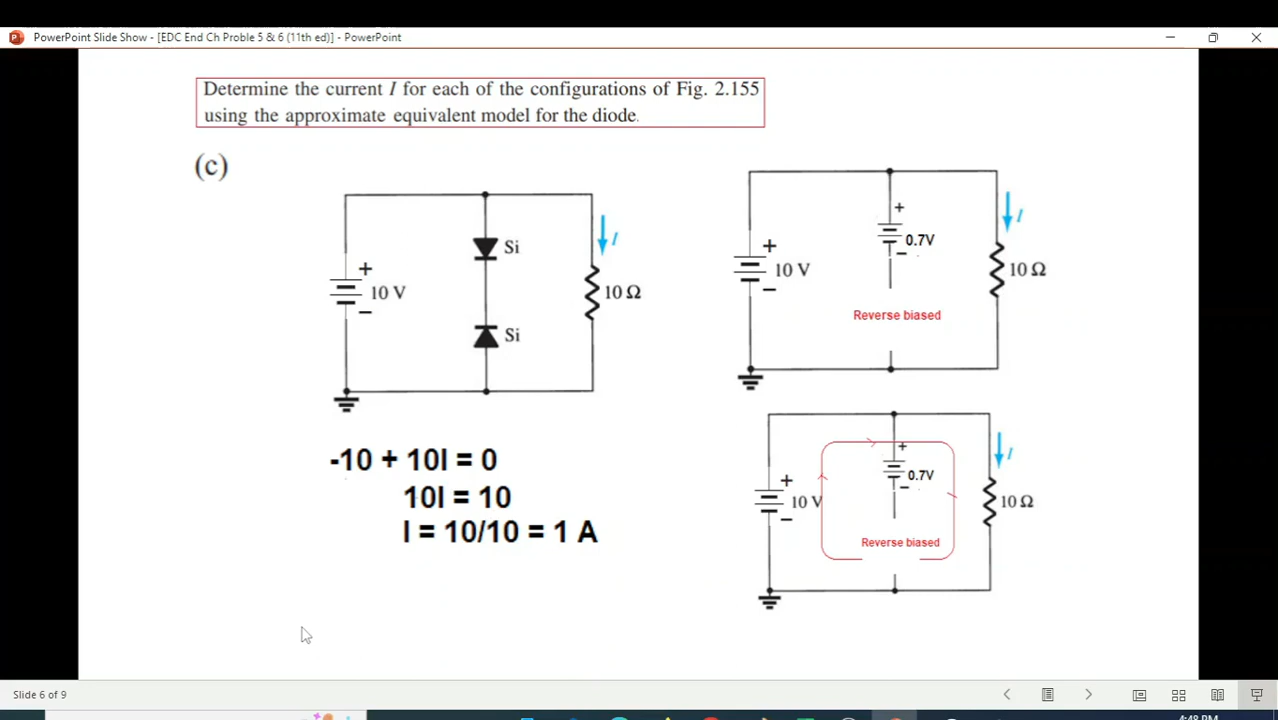 PowerPoint Slide Show - [EDC End Ch Proble 5 & 6 (11th ed)] - PowerPoint
Determine the current I for each of the configurations of Fig. 2.155
using the approximate equivalent model for the diode.
(c)
Si
I
+
10 V
−
10 Ω
Si
+
0.7V
−
I
+
10 V
−
10 Ω
Reverse biased
-10 + 10I = 0
10I = 10
I = 10/10 = 1 A
+
0.7V
−
I
+
10 V
−
10 Ω
Reverse biased
Slide 6 of 9
4:48 PM